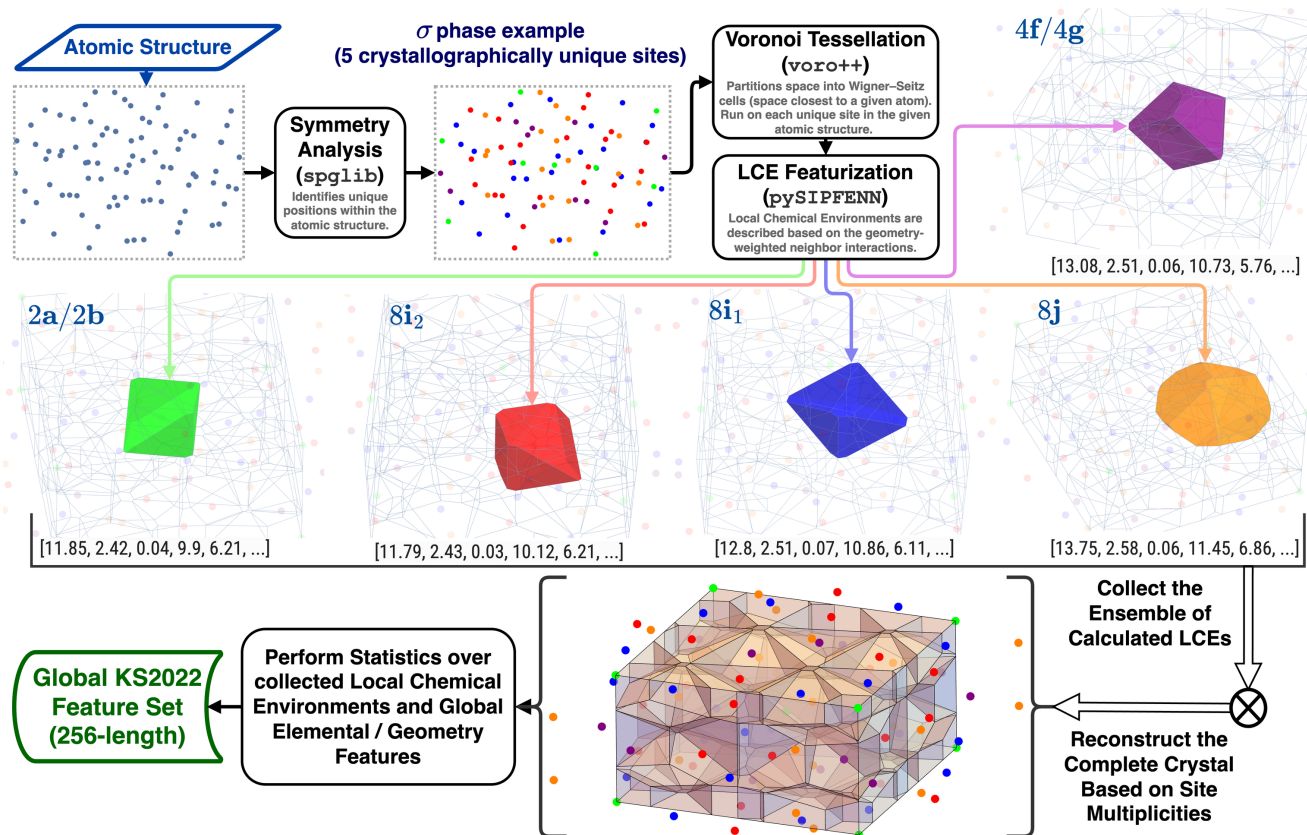 Atomic Structure
σ phase example
(5 crystallographically unique sites)
Symmetry
Analysis
(spglib)
Identifies unique
positions within the
atomic structure.
Voronoi Tessellation
(voro++)
Partitions space into Wigner–Seitz
cells (space closest to a given atom).
Run on each unique site in the given
atomic structure.
LCE Featurization
(pySIPFENN)
Local Chemical Environments are
described based on the geometry-
weighted neighbor interactions.
4f/4g
[13.08, 2.51, 0.06, 10.73, 5.76, ...]
2a/2b
[11.85, 2.42, 0.04, 9.9, 6.21, ...]
8i₂
[11.79, 2.43, 0.03, 10.12, 6.21, ...]
8i₁
[12.8, 2.51, 0.07, 10.86, 6.11, ...]
8j
[13.75, 2.58, 0.06, 11.45, 6.86, ...]
Collect the
Ensemble of
Calculated LCEs
Reconstruct the
Complete Crystal
Based on Site
Multiplicities
Perform Statistics over
collected Local Chemical
Environments and Global
Elemental / Geometry
Features
Global KS2022
Feature Set
(256-length)